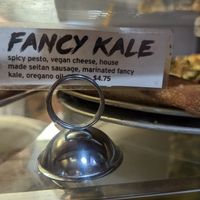 FANCY KALE
spicy pesto, vegan cheese, house
made seitan sausage, marinated fancy
kale, oregano oil $4.75